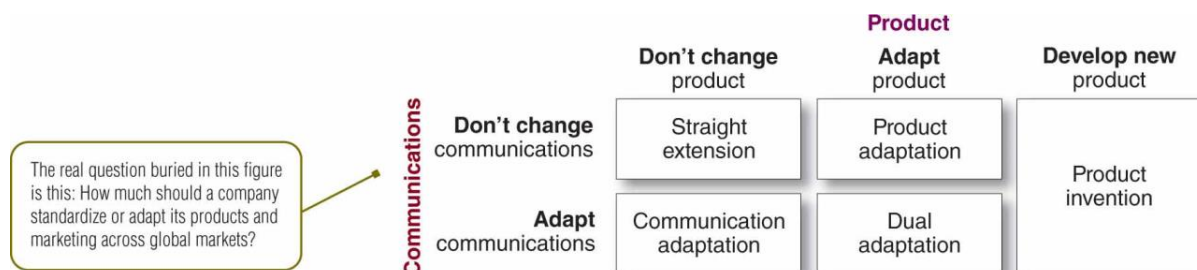 Product
Don't change
product
Adapt
product
Develop new
product
Communications
Don't change
communications
Straight
extension
Product
adaptation
Product
invention
Adapt
communications
Communication
adaptation
Dual
adaptation
The real question buried in this figure
is this: How much should a company
standardize or adapt its products and
marketing across global markets?